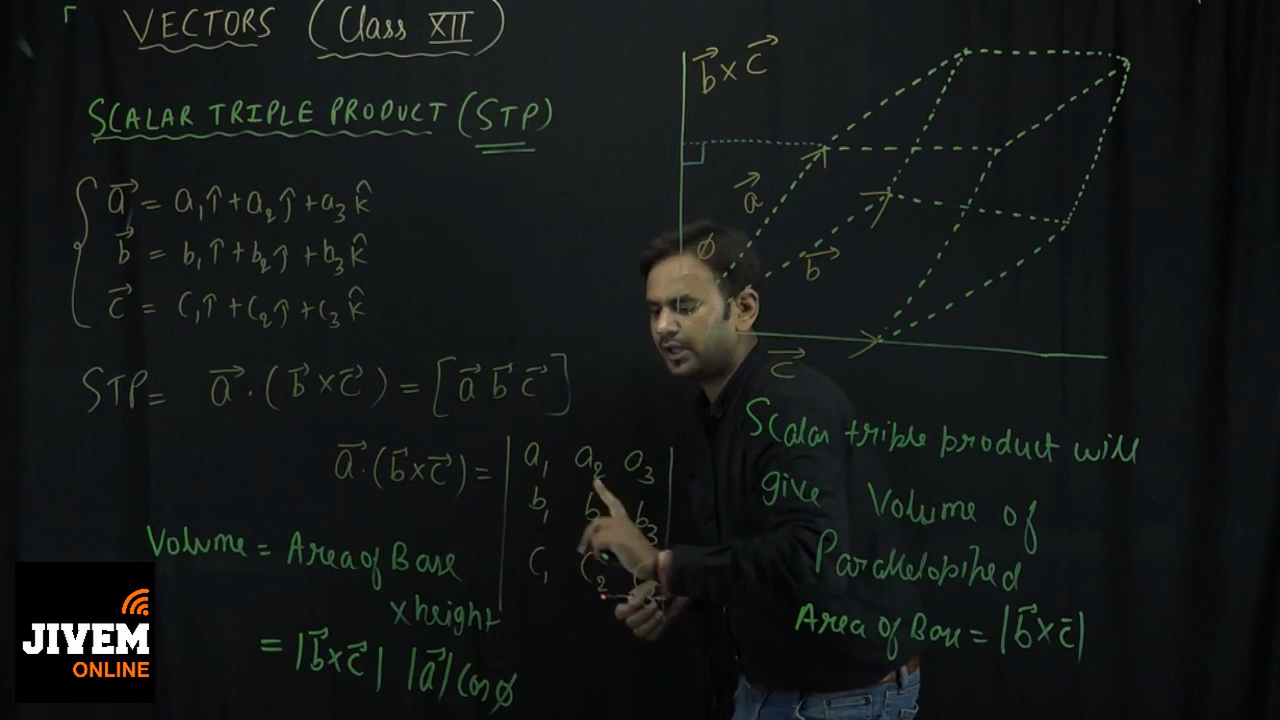 VECTORS (Class XII)
SCALAR TRIPLE PRODUCT (STP)
a⃗ = a₁î + a₂ĵ + a₃k̂
b⃗ = b₁î + b₂ĵ + b₃k̂
c⃗ = c₁î + c₂ĵ + c₃k̂
STP = a⃗ · (b⃗ × c⃗) = [a⃗ b⃗ c⃗]
a⃗ · (b⃗ × c⃗) = | a₁ a₂ a₃
b₁ b b₃
c₁ c₂ c₃ |
Volume = Area of Base
x height
= |b⃗ × c⃗| |a⃗| cos φ
b⃗ × c⃗
a⃗
φ
b⃗
c⃗
Scalar triple product will
give Volume of
Parallelopiped
Area of Base = |b⃗ × c⃗|
JIVEM
ONLINE